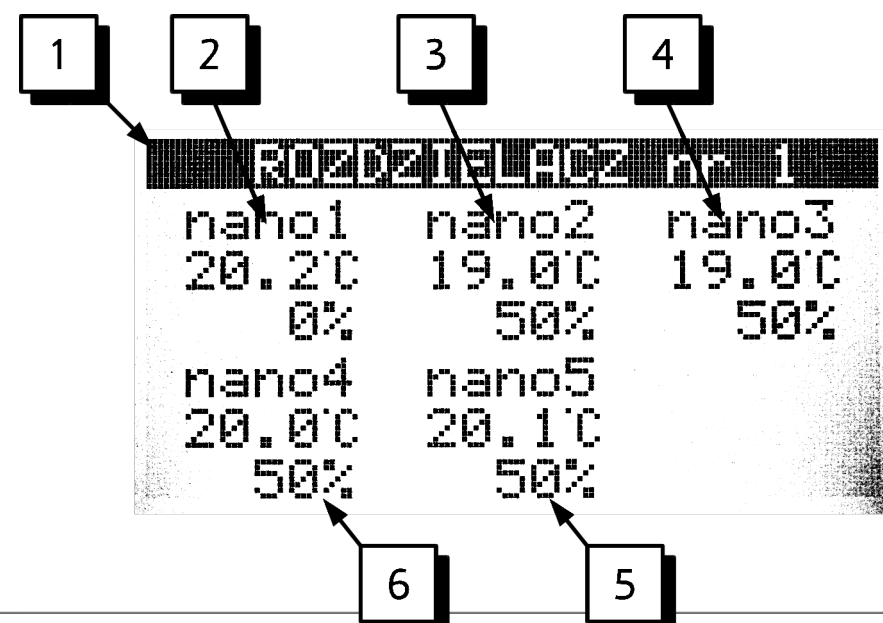 1 2 3 4
ROZDZIELACZ nr 1
nano1 nano2 nano3
20.2°C 19.0°C 19.0°C
0% 50% 50%
nano4 nano5
20.0°C 20.1°C
50% 50%
6 5